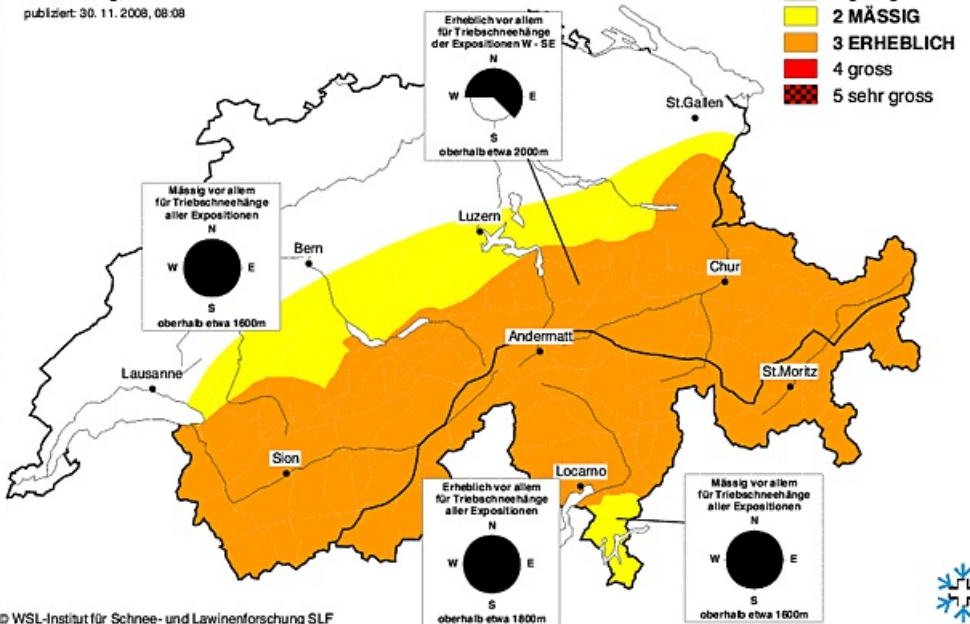 publiziert: 30. 11. 2008, 08:08
2 MÄSSIG
3 ERHEBLICH
4 gross
5 sehr gross
Erheblich vor allem
für Triebschneehänge
der Expositionen W - SE
N
W E
S
oberhalb etwa 2000m
St.Gallen
Mässig vor allem
für Triebschneehänge
aller Expositionen
N
W E
S
oberhalb etwa 1600m
Luzern
Bern
Chur
Andermatt
Lausanne
St.Moritz
Sion
Locarno
Erheblich vor allem
für Triebschneehänge
aller Expositionen
N
W E
S
oberhalb etwa 1800m
Mässig vor allem
für Triebschneehänge
aller Expositionen
N
W E
S
oberhalb etwa 1600m
© WSL-Institut für Schnee- und Lawinenforschung SLF